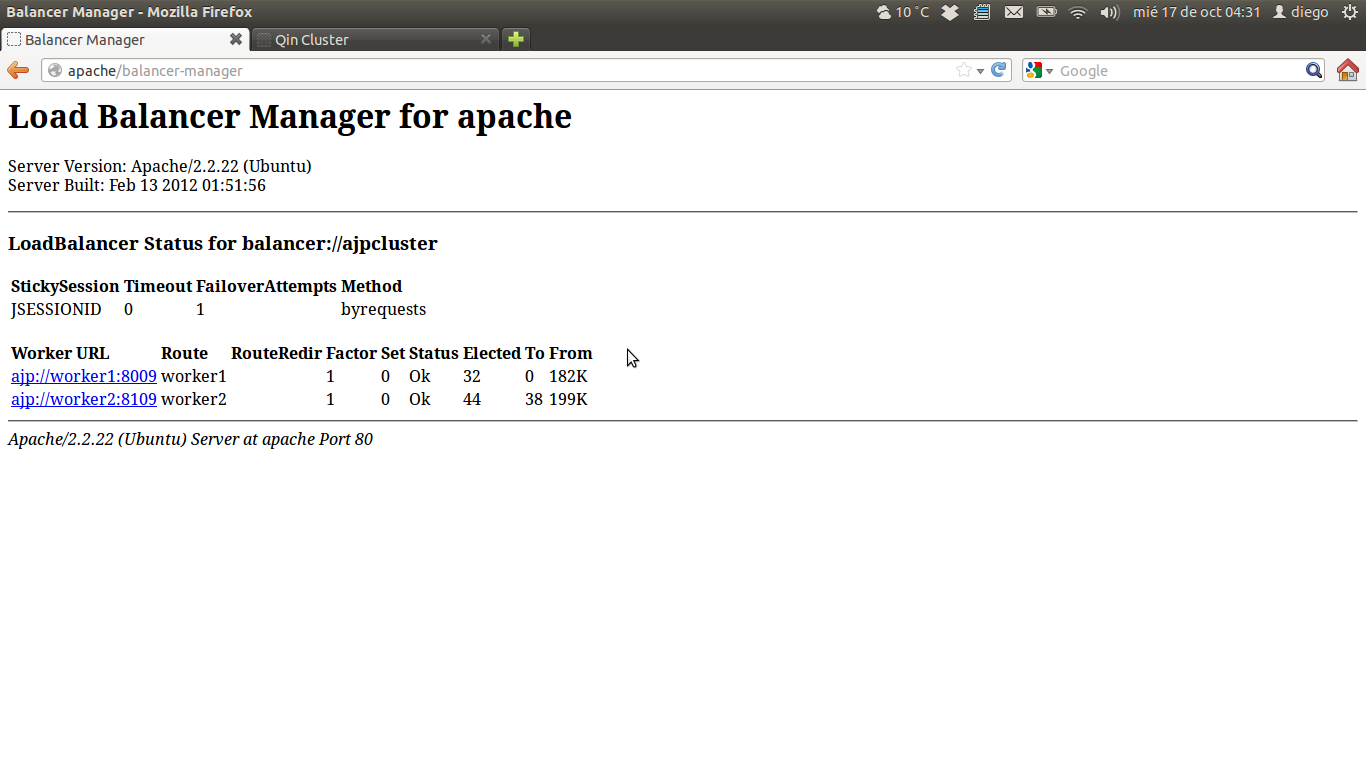 Balancer Manager - Mozilla Firefox 10 °C mié 17 de oct 04:31 diego
Balancer Manager Qin Cluster
apache/balancer-manager Google
Load Balancer Manager for apache
Server Version: Apache/2.2.22 (Ubuntu)
Server Built: Feb 13 2012 01:51:56
LoadBalancer Status for balancer://ajpcluster
StickySession Timeout FailoverAttempts Method
JSESSIONID 0 1 byrequests
Worker URL Route RouteRedir Factor Set Status Elected To From
ajp://worker1:8009 worker1 1 0 Ok 32 0 182K
ajp://worker2:8109 worker2 1 0 Ok 44 38 199K
Apache/2.2.22 (Ubuntu) Server at apache Port 80